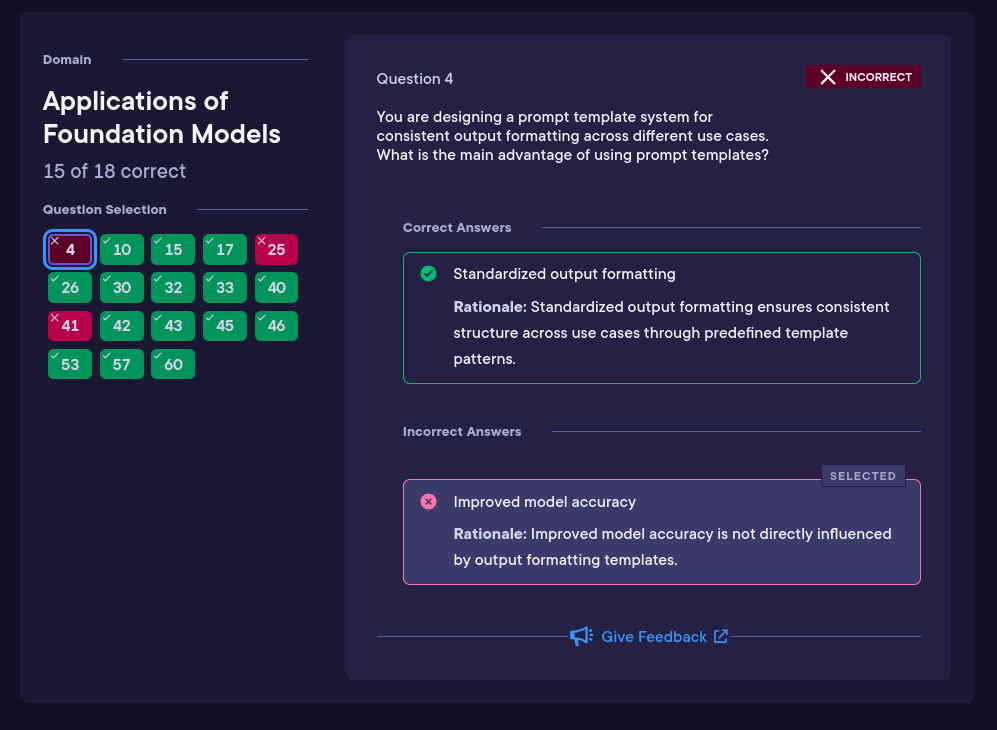 Domain
Applications of
Foundation Models
15 of 18 correct
Question Selection
4 10 15 17 25
26 30 32 33 40
41 42 43 45 46
53 57 60
Question 4
INCORRECT
You are designing a prompt template system for
consistent output formatting across different use cases.
What is the main advantage of using prompt templates?
Correct Answers
Standardized output formatting
Rationale: Standardized output formatting ensures consistent
structure across use cases through predefined template
patterns.
Incorrect Answers
SELECTED
Improved model accuracy
Rationale: Improved model accuracy is not directly influenced
by output formatting templates.
Give Feedback